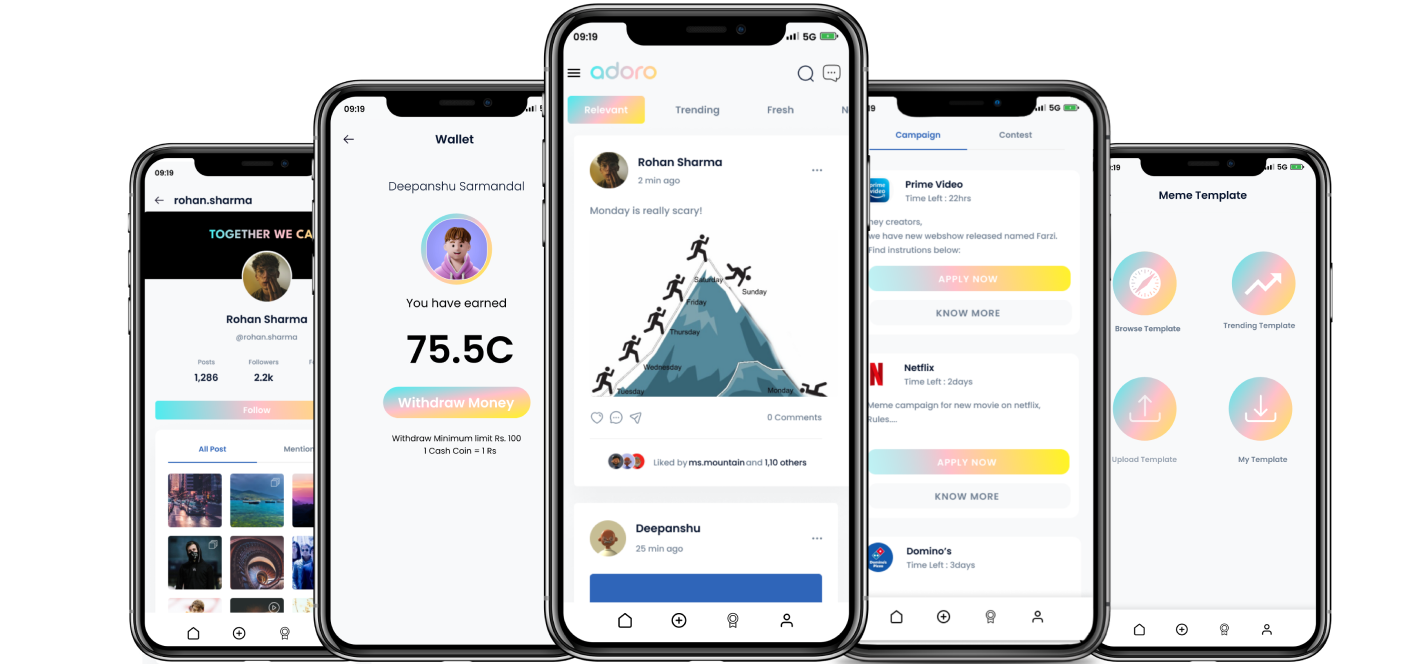 09:19
rohan.sharma
TOGETHER WE CA
Rohan Sharma
@rohan.sharma
Posts
Followers
1,286
2.2k
Follow
All Post
Mention
09:19
Wallet
Deepanshu Sarmandal
You have earned
75.5C
Withdraw Money
Withdraw Minimum limit Rs. 100
1 Cash Coin = 1 Rs
09:19
5G
adoro
Relevant
Trending
Fresh
N
Rohan Sharma
2 min ago
Monday is really scary!
Saturday
Sunday
Friday
Thursday
Wednesday
Tuesday
Monday
0 Comments
Liked by ms.mountain and 1,10 others
Deepanshu
25 min ago
19
5G
Campaign
Contest
prime video
Prime Video
Time Left : 22hrs
hey creators,
we have new webshow released named Farzi.
Find instrutions below:
APPLY NOW
KNOW MORE
N
Netflix
Time Left : 2days
Meme campaign for new movie on netflix,
Rules....
APPLY NOW
KNOW MORE
Domino's
Time Left : 3days
:19
5G
Meme Template
Browse Template
Trending Template
Upload Template
My Template